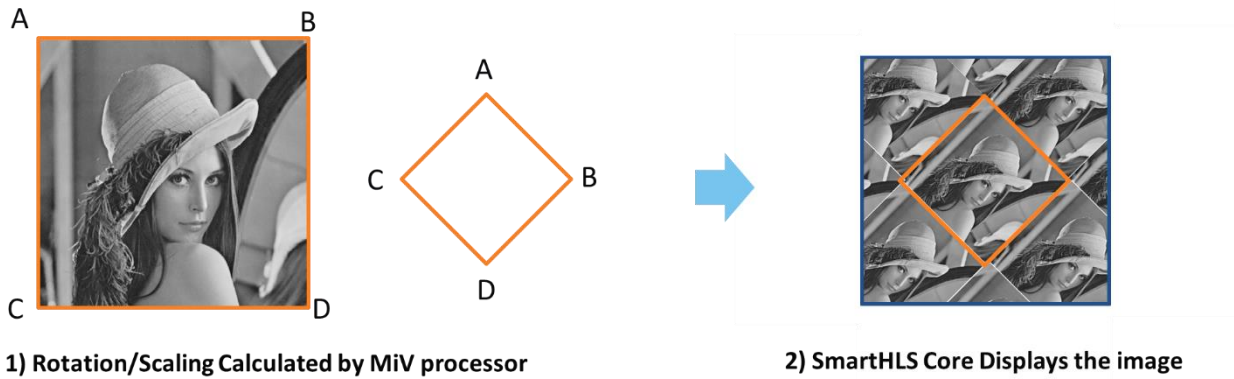 A
B
C
D
A
C
B
D
1) Rotation/Scaling Calculated by MiV processor
2) SmartHLS Core Displays the image